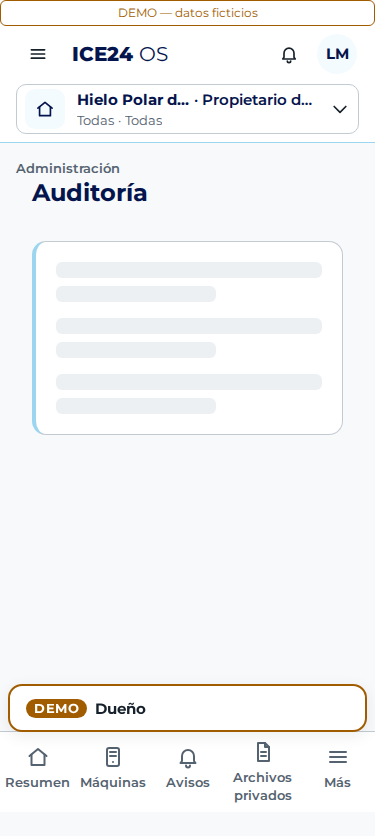 DEMO — datos ficticios
ICE24 OS
LM
Hielo Polar d... · Propietario d...
Todas · Todas
Administración
Auditoría
DEMO Dueño
Resumen
Máquinas
Avisos
Archivos
privados
Más